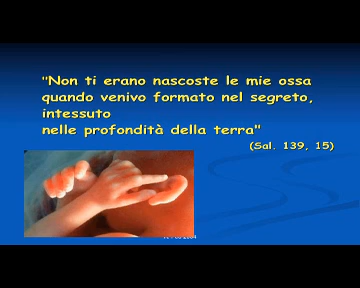 "Non ti erano nascoste le mie ossa
quando venivo formato nel segreto,
intessuto
nelle profondità della terra"
(Sal. 139, 15)